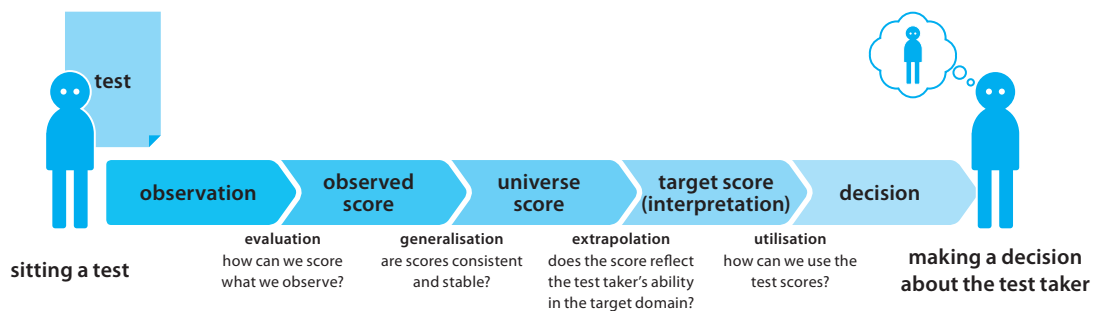 test
observation
observed
score
universe
score
target score
(interpretation)
decision
evaluation
how can we score
what we observe?
generalisation
are scores consistent
and stable?
extrapolation
does the score reflect
the test taker's ability
in the target domain?
utilisation
how can we use the
test scores?
sitting a test
making a decision
about the test taker